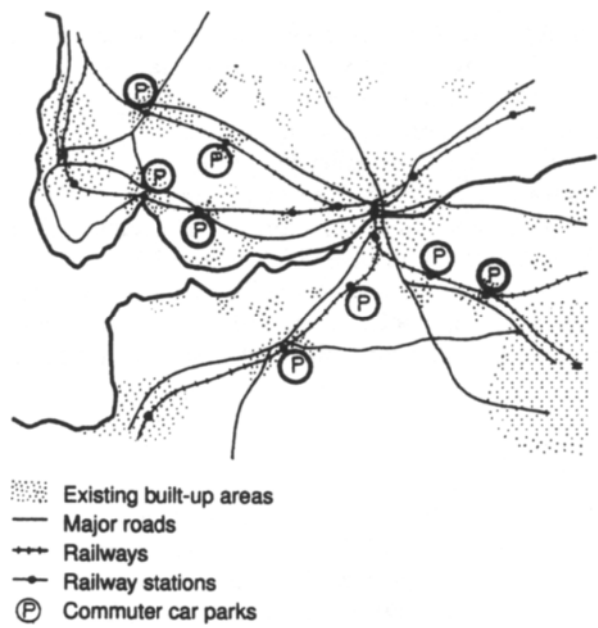 P
P
P
P
P
P
P
P
Existing built-up areas
Major roads
Railways
Railway stations
P Commuter car parks